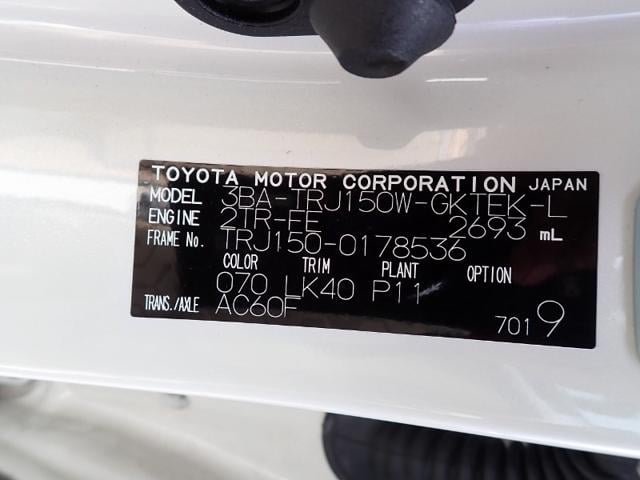 TOYOTA MOTOR CORPORATION JAPAN
MODEL 3BA-TRJ150W-GKTEK-L
ENGINE 2TR-FE 2693 mL
FRAME No. TRJ150-0178536
COLOR TRIM PLANT OPTION
070 LK40 P11
TRANS./AXLE AC60F
7019